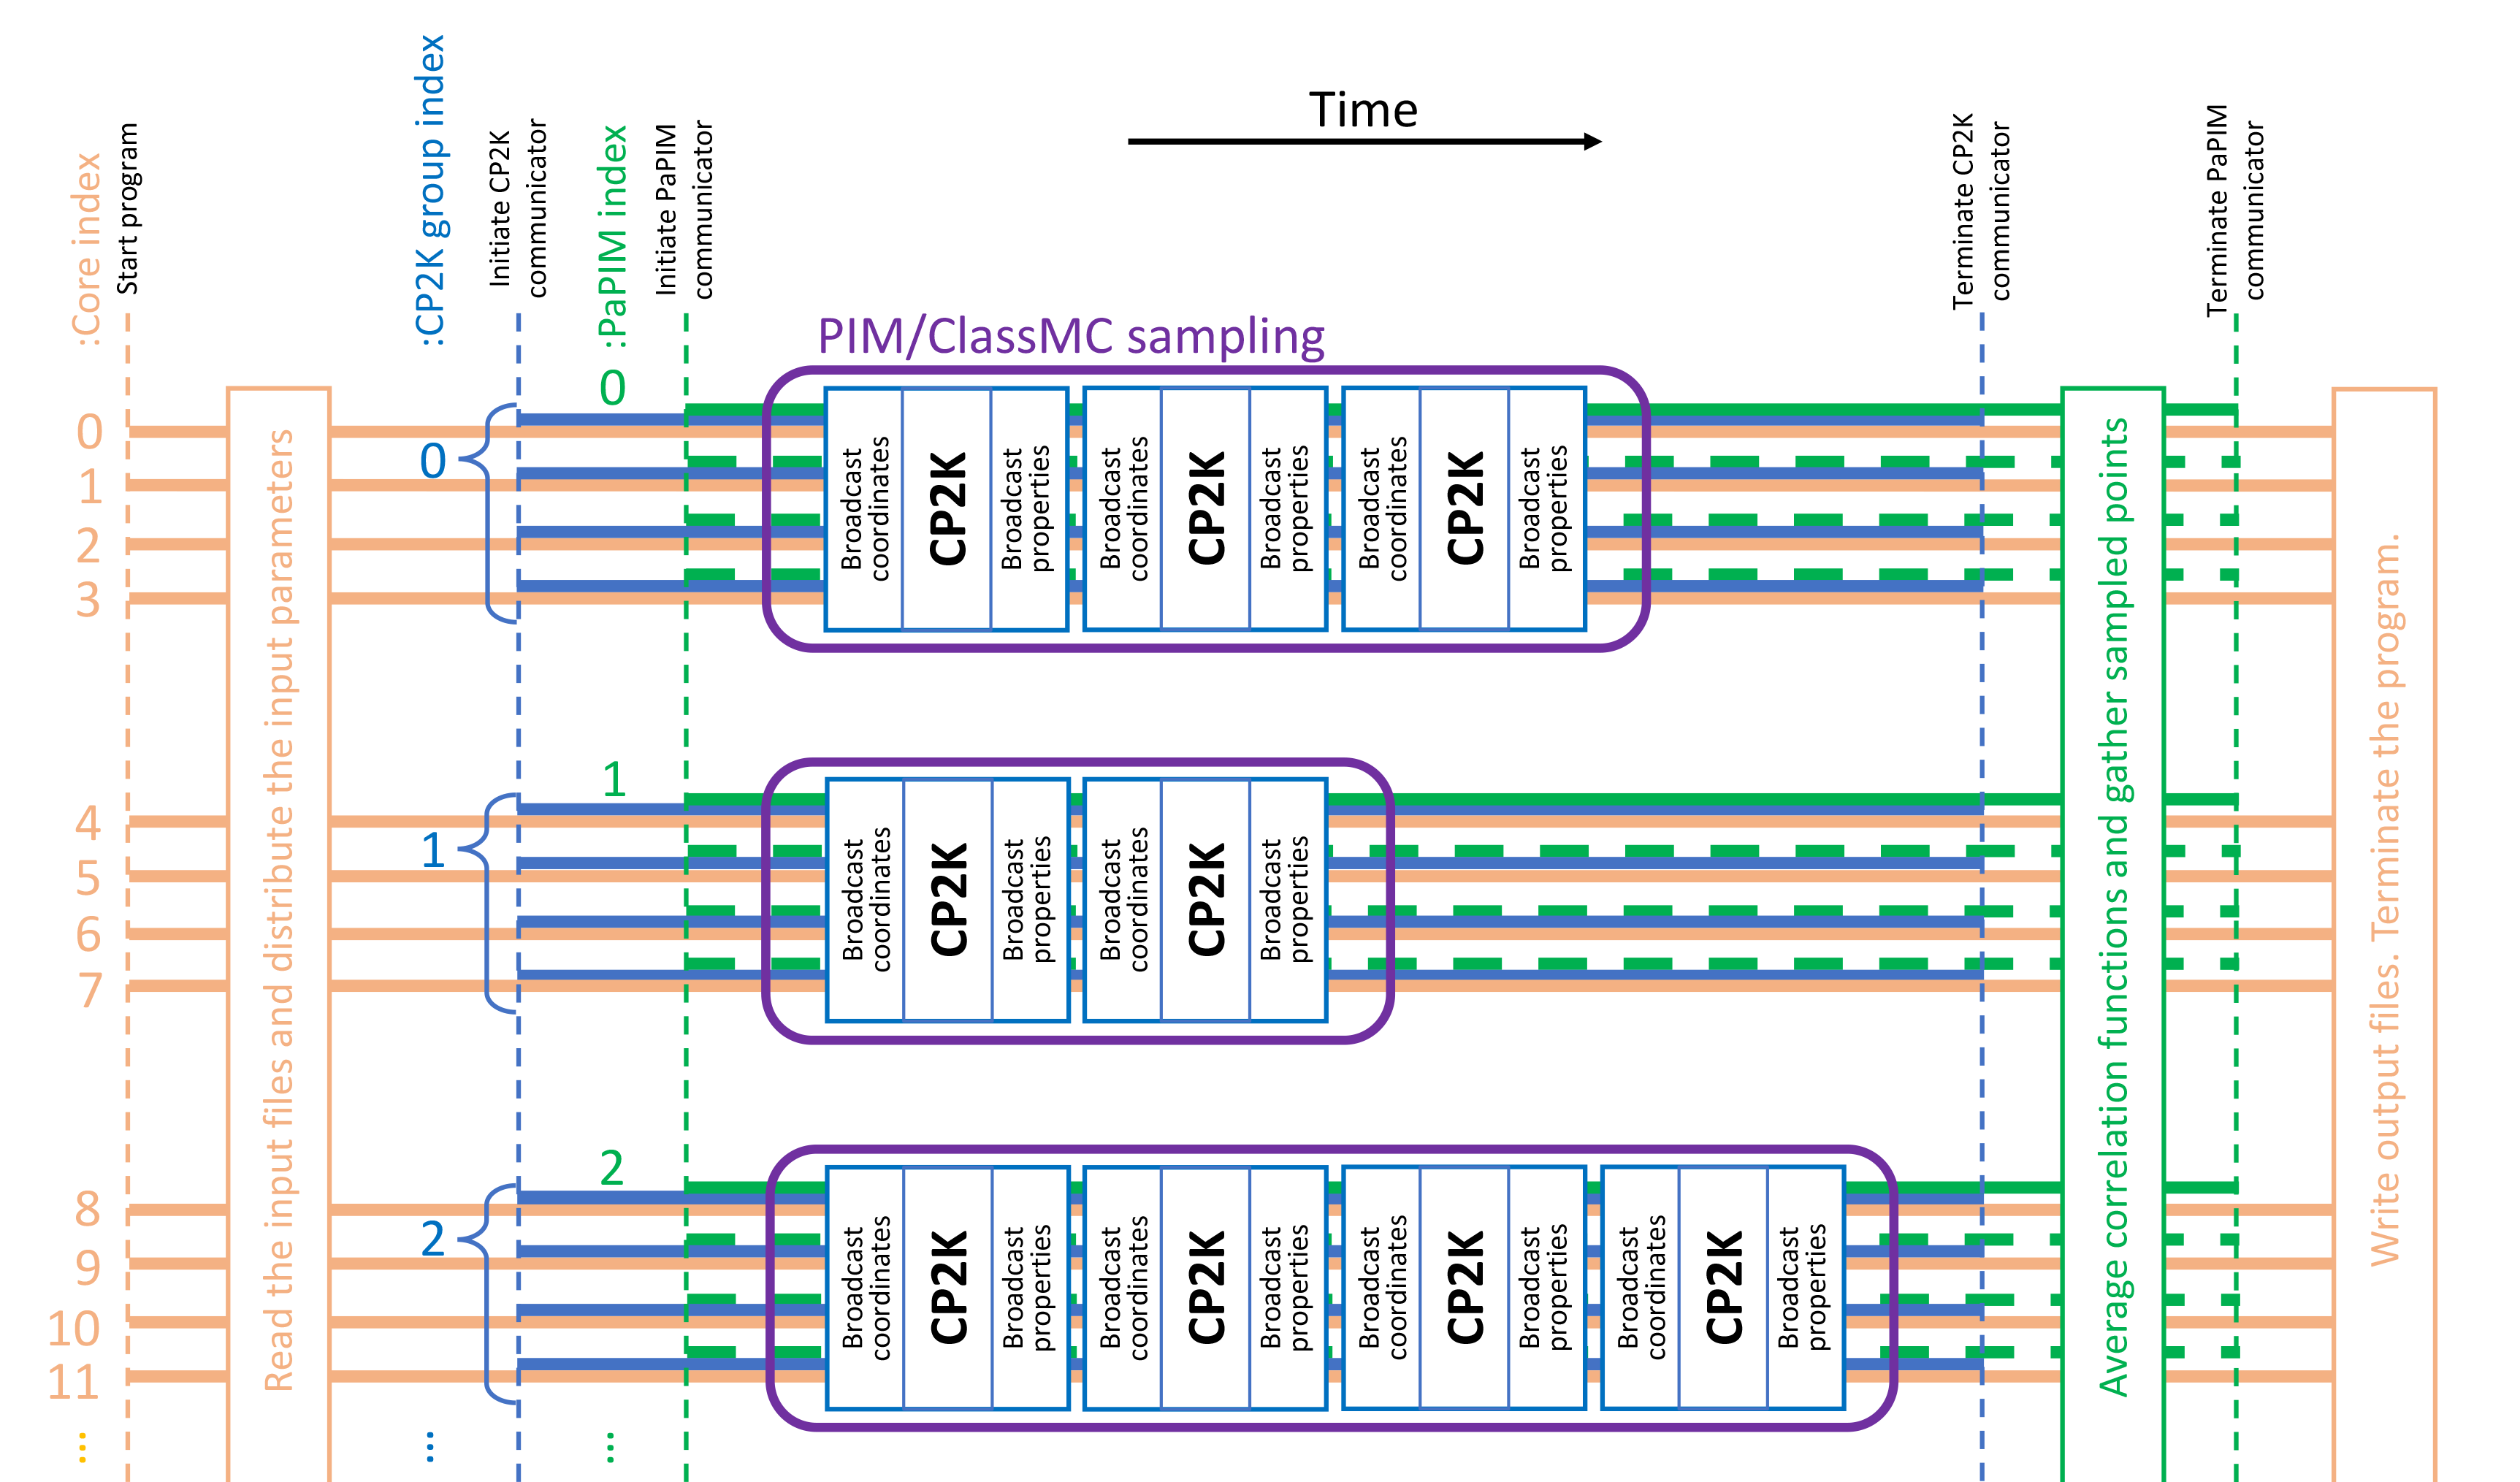 ::Core index
Start program
::CP2K group index
Initiate CP2K
communicator
::PaPIM index
Initiate PaPIM
communicator
Time
Terminate CP2K
communicator
Terminate PaPIM
communicator
PIM/ClassMC sampling
Read the input files and distribute the input parameters
0
1
2
3
0
0
Broadcast
coordinates
CP2K
Broadcast
properties
Broadcast
coordinates
CP2K
Broadcast
properties
Broadcast
coordinates
CP2K
Broadcast
properties
4
5
6
7
1
1
Broadcast
coordinates
CP2K
Broadcast
properties
Broadcast
coordinates
CP2K
Broadcast
properties
8
9
10
11
2
2
Broadcast
coordinates
CP2K
Broadcast
properties
Broadcast
coordinates
CP2K
Broadcast
properties
Broadcast
coordinates
CP2K
Broadcast
properties
Broadcast
coordinates
CP2K
Broadcast
properties
...
...
...
Average correlation functions and gather sampled points
Write output files. Terminate the program.